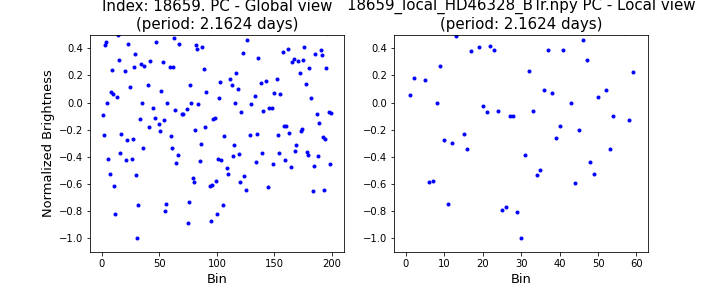 Index: 18659. PC - Global view
(period: 2.1624 days)
18659_local_HD46328_BTr.npy PC - Local view
(period: 2.1624 days)
Normalized Brightness
0.4
0.2
0.0
−0.2
−0.4
−0.6
−0.8
−1.0
0 50 100 150 200
Bin
0.4
0.2
0.0
−0.2
−0.4
−0.6
−0.8
−1.0
0 10 20 30 40 50 60
Bin